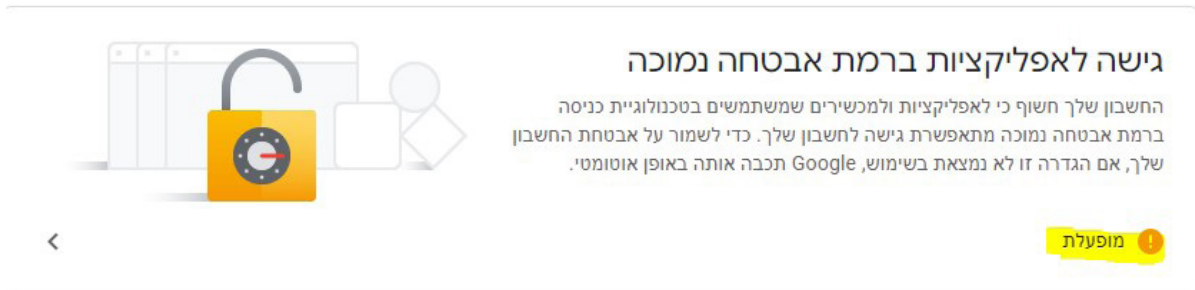 גישה לאפליקציות ברמת אבטחה נמוכה
החשבון שלך חשוף כי לאפליקציות ולמכשירים שמשתמשים בטכנולוגיית כניסה
ברמת אבטחה נמוכה מתאפשרת גישה לחשבון שלך. כדי לשמור על אבטחת החשבון
שלך, אם הגדרה זו לא נמצאת בשימוש, Google תכבה אותה באופן אוטומטי.
מופעלת